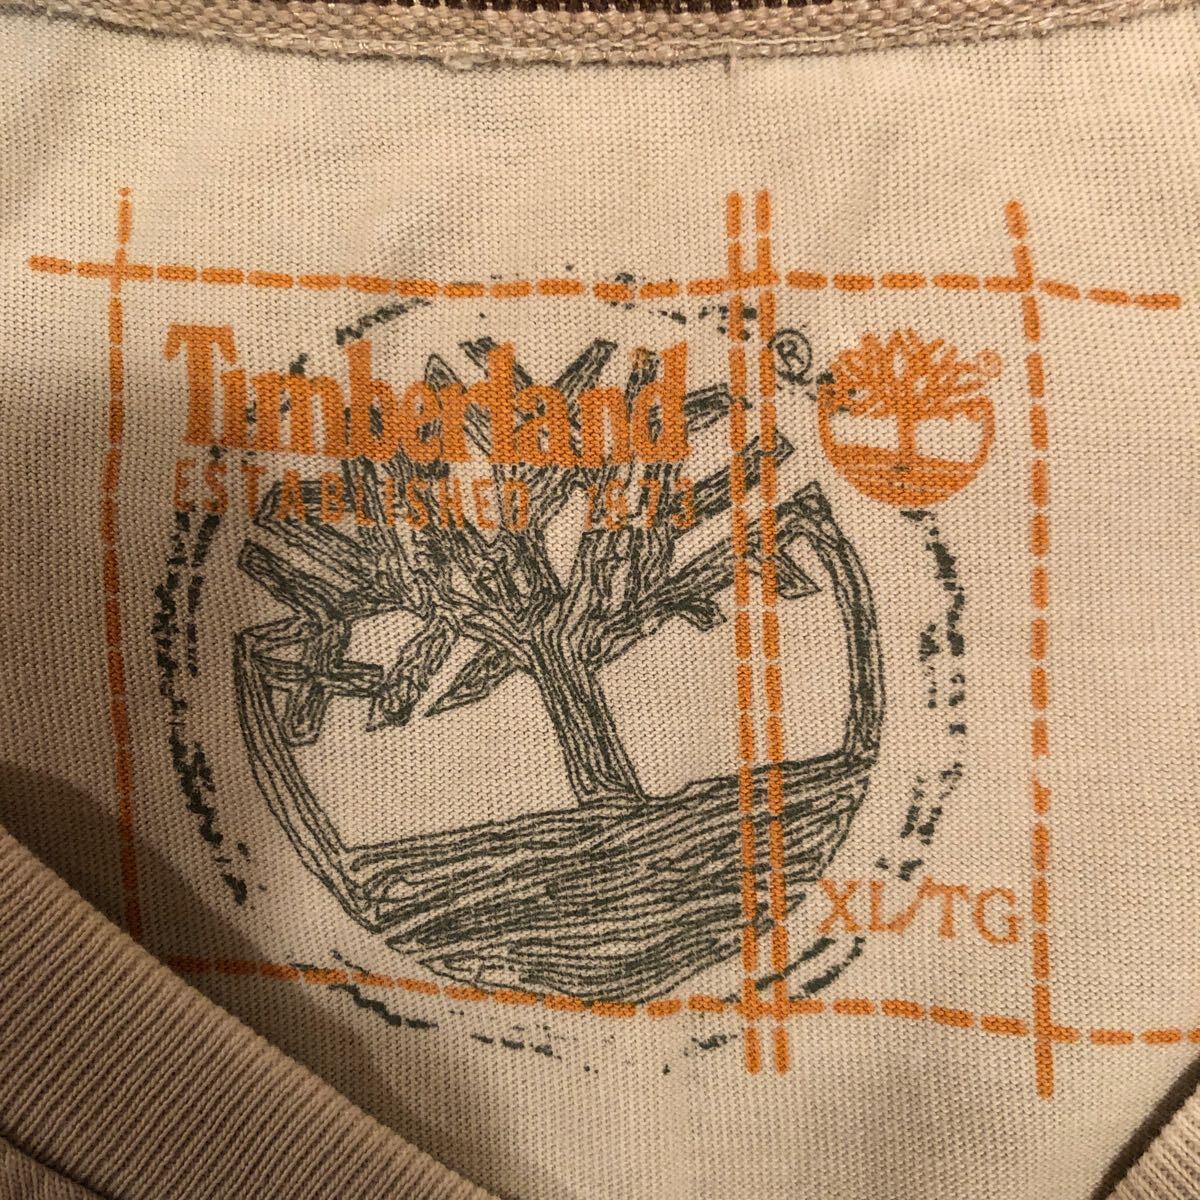 Timberland®
ESTABLISHED 1973
®
XL/TG